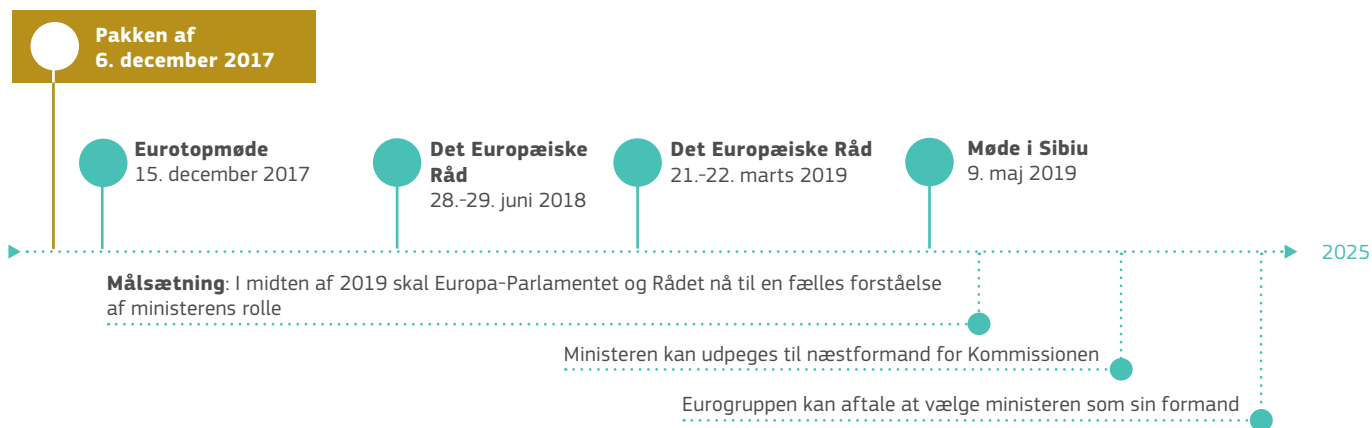 Pakken af
6. december 2017
Eurotopmøde
15. december 2017
Det Europæiske
Råd
28.-29. juni 2018
Det Europæiske Råd
21.-22. marts 2019
Møde i Sibiu
9. maj 2019
2025
Målsætning: I midten af 2019 skal Europa-Parlamentet og Rådet nå til en fælles forståelse
af ministerens rolle
Ministeren kan udpeges til næstformand for Kommissionen
Eurogruppen kan aftale at vælge ministeren som sin formand